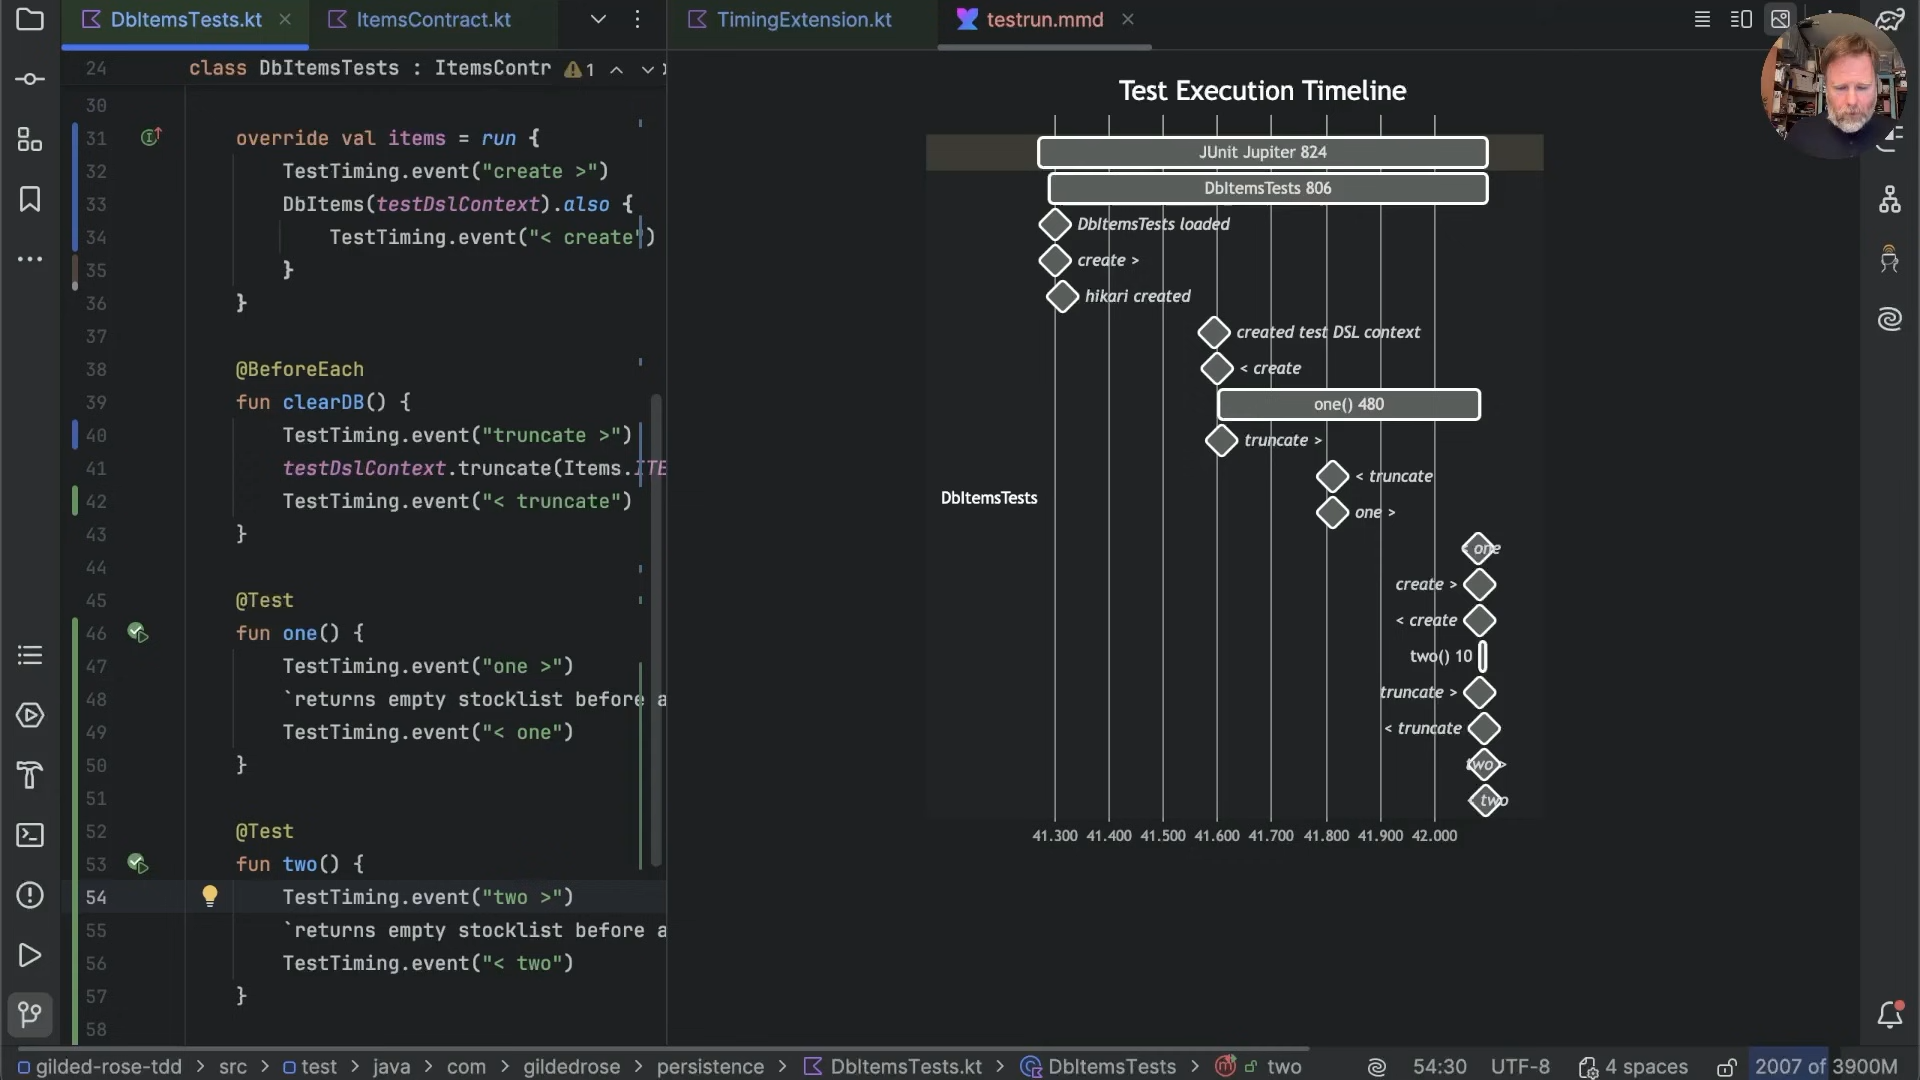 DbItemsTests.kt
ItemsContract.kt
TimingExtension.kt
testrun.mmd
24 class DbItemsTests : ItemsContr 1
30
31 override val items = run {
32 TestTiming.event("create >")
33 DbItems(testDslContext).also {
34 TestTiming.event("< create")
35 }
36 }
37
38 @BeforeEach
39 fun clearDB() {
40 TestTiming.event("truncate >")
41 testDslContext.truncate(Items.ITE
42 TestTiming.event("< truncate")
43 }
44
45 @Test
46 fun one() {
47 TestTiming.event("one >")
48 `returns empty stocklist before a
49 TestTiming.event("< one")
50 }
51
52 @Test
53 fun two() {
54 TestTiming.event("two >")
55 `returns empty stocklist before a
56 TestTiming.event("< two")
57 }
58
Test Execution Timeline
JUnit Jupiter 824
DbItemsTests 806
DbItemsTests loaded
create >
hikari created
created test DSL context
< create
one() 480
truncate >
< truncate
DbItemsTests
one >
< one
create >
< create
two() 10
truncate >
< truncate
two >
< two
41.300 41.400 41.500 41.600 41.700 41.800 41.900 42.000
gilded-rose-tdd > src > test > java > com > gildedrose > persistence > DbItemsTests.kt > DbItemsTests > two 54:30 UTF-8 4 spaces 2007 of 3900M